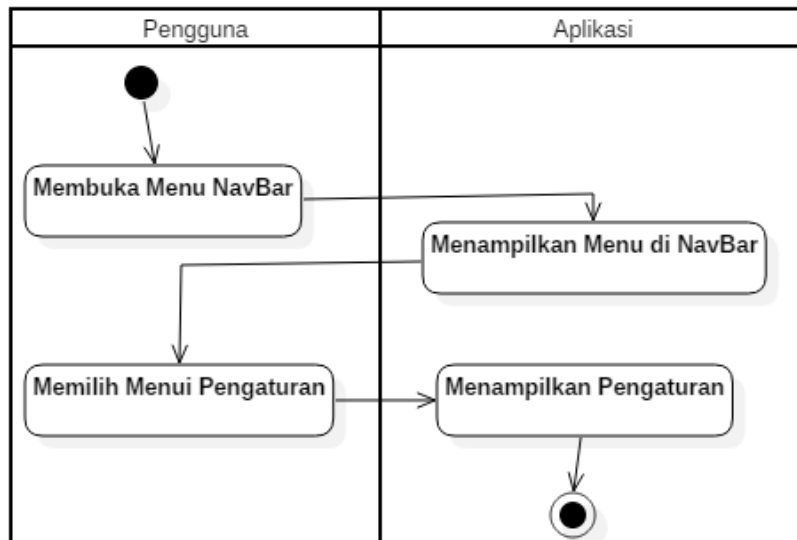 Pengguna
Aplikasi
Membuka Menu NavBar
Menampilkan Menu di NavBar
Memilih Menui Pengaturan
Menampilkan Pengaturan